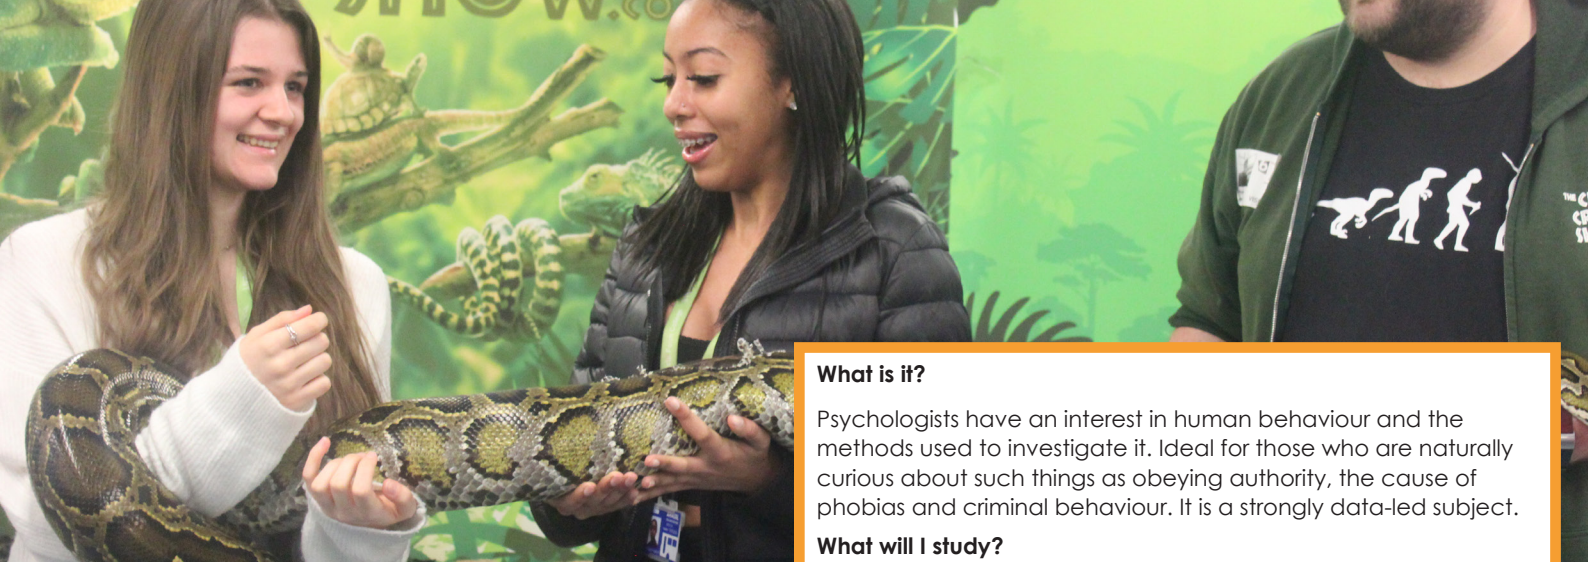 What is it?
Psychologists have an interest in human behaviour and the
methods used to investigate it. Ideal for those who are naturally
curious about such things as obeying authority, the cause of
phobias and criminal behaviour. It is a strongly data-led subject.
What will I study?